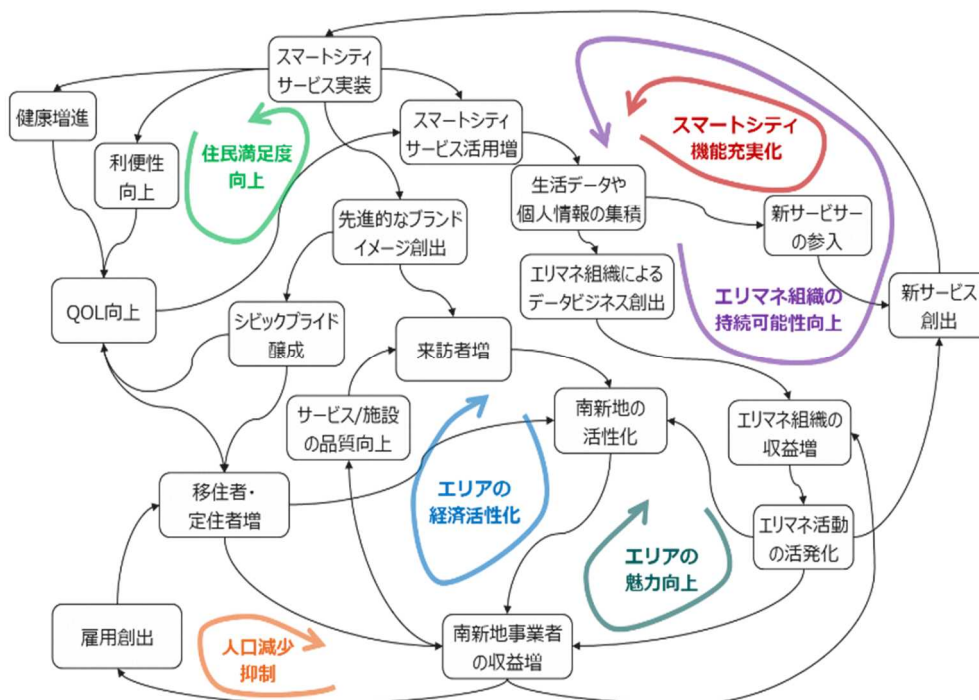 スマートシティ
サービス実装
健康増進
利便性
向上
住民満足度
向上
スマートシティ
サービス活用増
スマートシティ
機能充実化
先進的なブランド
イメージ創出
生活データや
個人情報の集積
新サービサー
の参入
エリマネ組織による
データビジネス創出
エリマネ組織の
持続可能性向上
新サービス
創出
QOL向上
シビックプライド
醸成
来訪者増
サービス/施設
の品質向上
南新地の
活性化
エリマネ組織の
収益増
移住者・
定住者増
エリアの
経済活性化
エリアの
魅力向上
エリマネ活動
の活発化
雇用創出
人口減少
抑制
南新地事業者
の収益増